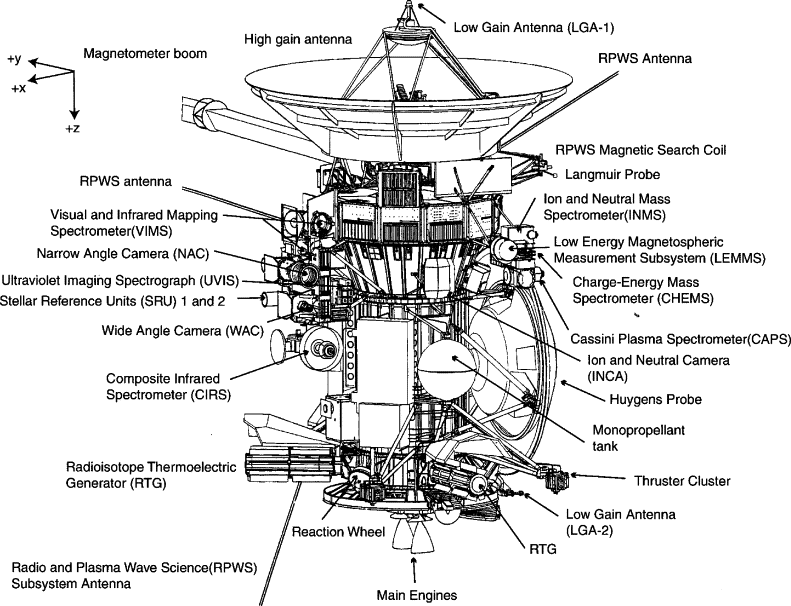 Low Gain Antenna (LGA-1)
High gain antenna
Magnetometer boom
RPWS Antenna
+y
+x
+z
RPWS Magnetic Search Coil
Langmuir Probe
RPWS antenna
Ion and Neutral Mass
Spectrometer(INMS)
Visual and Infrared Mapping
Spectrometer(VIMS)
Low Energy Magnetospheric
Measurement Subsystem (LEMMS)
Narrow Angle Camera (NAC)
Ultraviolet Imaging Spectrograph (UVIS)
Charge-Energy Mass
Spectrometer (CHEMS)
Stellar Reference Units (SRU) 1 and 2
Wide Angle Camera (WAC)
Cassini Plasma Spectrometer(CAPS)
Ion and Neutral Camera
(INCA)
Composite Infrared
Spectrometer (CIRS)
Huygens Probe
Monopropellant
tank
Radioisotope Thermoelectric
Generator (RTG)
Thruster Cluster
Low Gain Antenna
(LGA-2)
Reaction Wheel
RTG
Radio and Plasma Wave Science(RPWS)
Subsystem Antenna
Main Engines